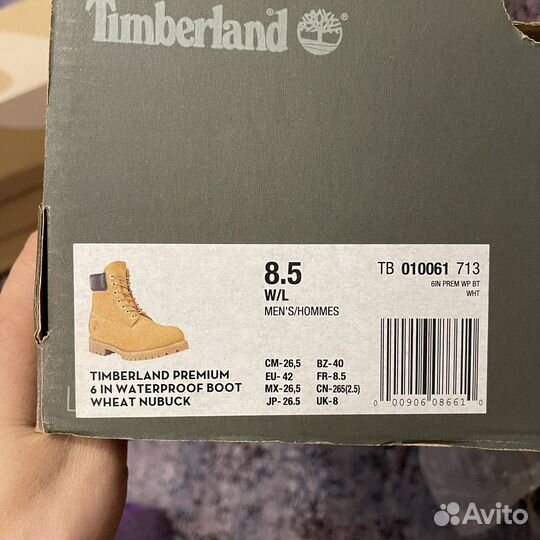 Timberland
8.5
W/L
MEN'S/HOMMES
TB 010061 713
6IN PREM WP BT
WHT
TIMBERLAND PREMIUM
6 IN WATERPROOF BOOT
WHEAT NUBUCK
CM-26,5 BZ-40
EU- 42 FR-8.5
MX-26,5 CN-265(2.5)
JP- 26.5 UK-8
0 00906 08661 0
Avito